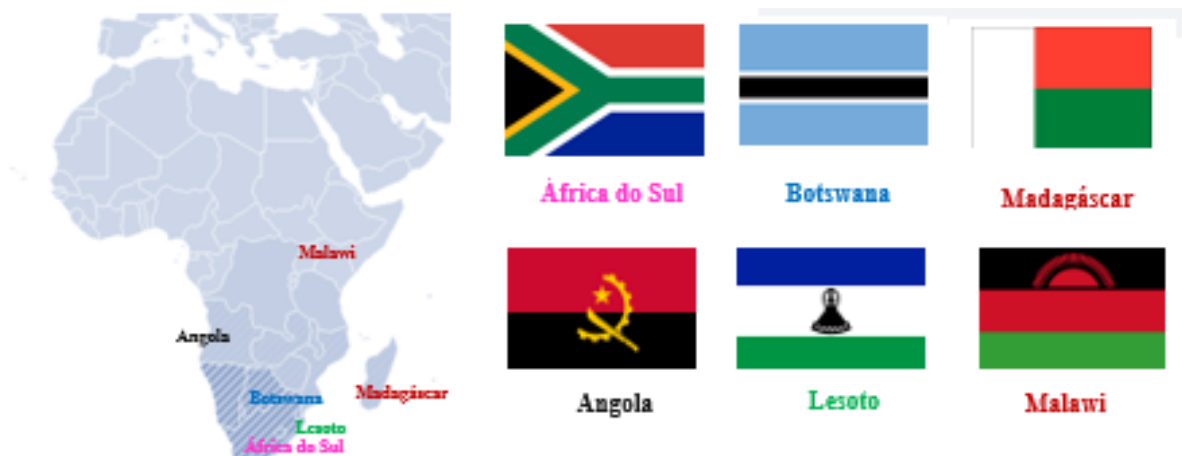 Malawi
Angola
Madagáscar
Botswana
Lesoto
África do Sul
África do Sul
Botswana
Madagáscar
Angola
Lesoto
Malawi